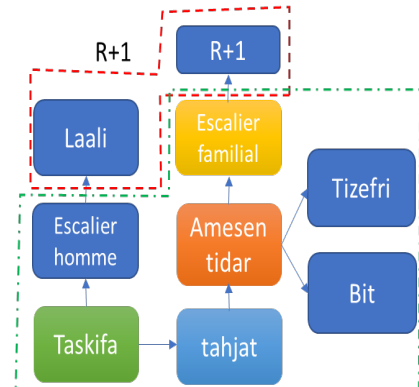 R+1
R+1
Laali
Escalier
familial
Tizefri
Escalier
homme
Amesen
tidar
Bit
Taskifa
tahjat